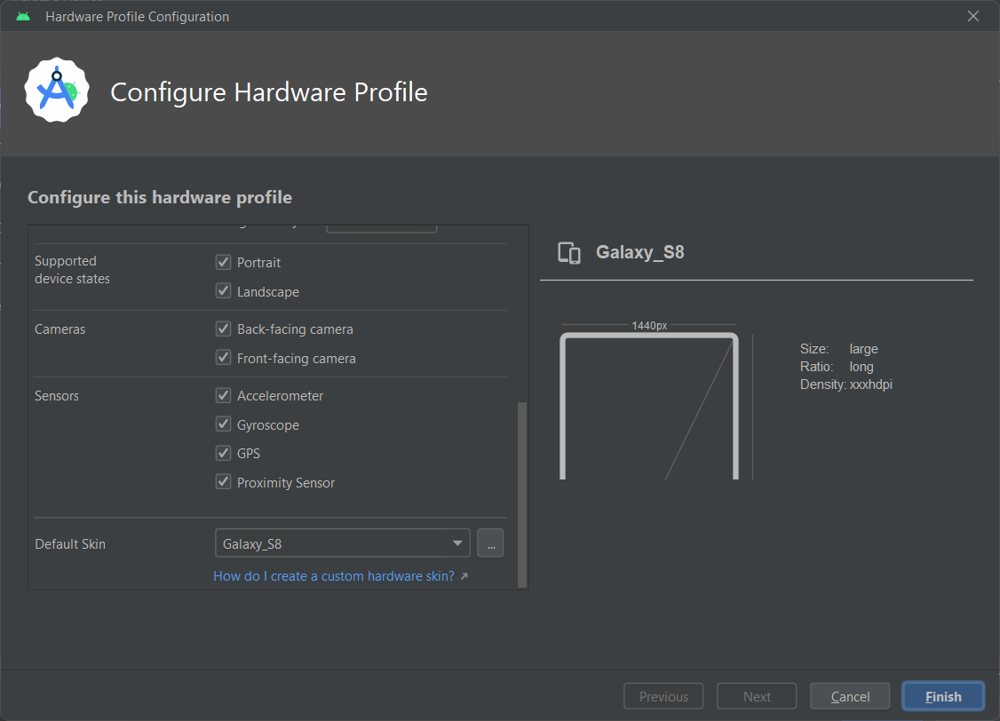 Hardware Profile Configuration
Configure Hardware Profile
Configure this hardware profile
Supported
device states
Portrait
Landscape
Cameras
Back-facing camera
Front-facing camera
Sensors
Accelerometer
Gyroscope
GPS
Proximity Sensor
Default Skin
Galaxy_S8
...
How do I create a custom hardware skin? ↗
Galaxy_S8
1440px
Size: large
Ratio: long
Density: xxxhdpi
Previous
Next
Cancel
Finish